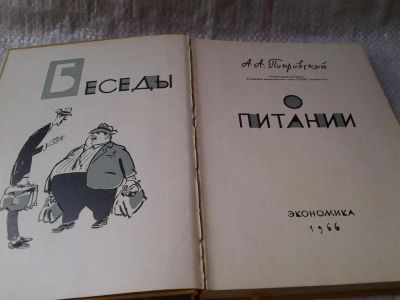 БЕСЕДЫ
А. А. Покровский
О
ПИТАНИИ
ЭКОНОМИКА
1966